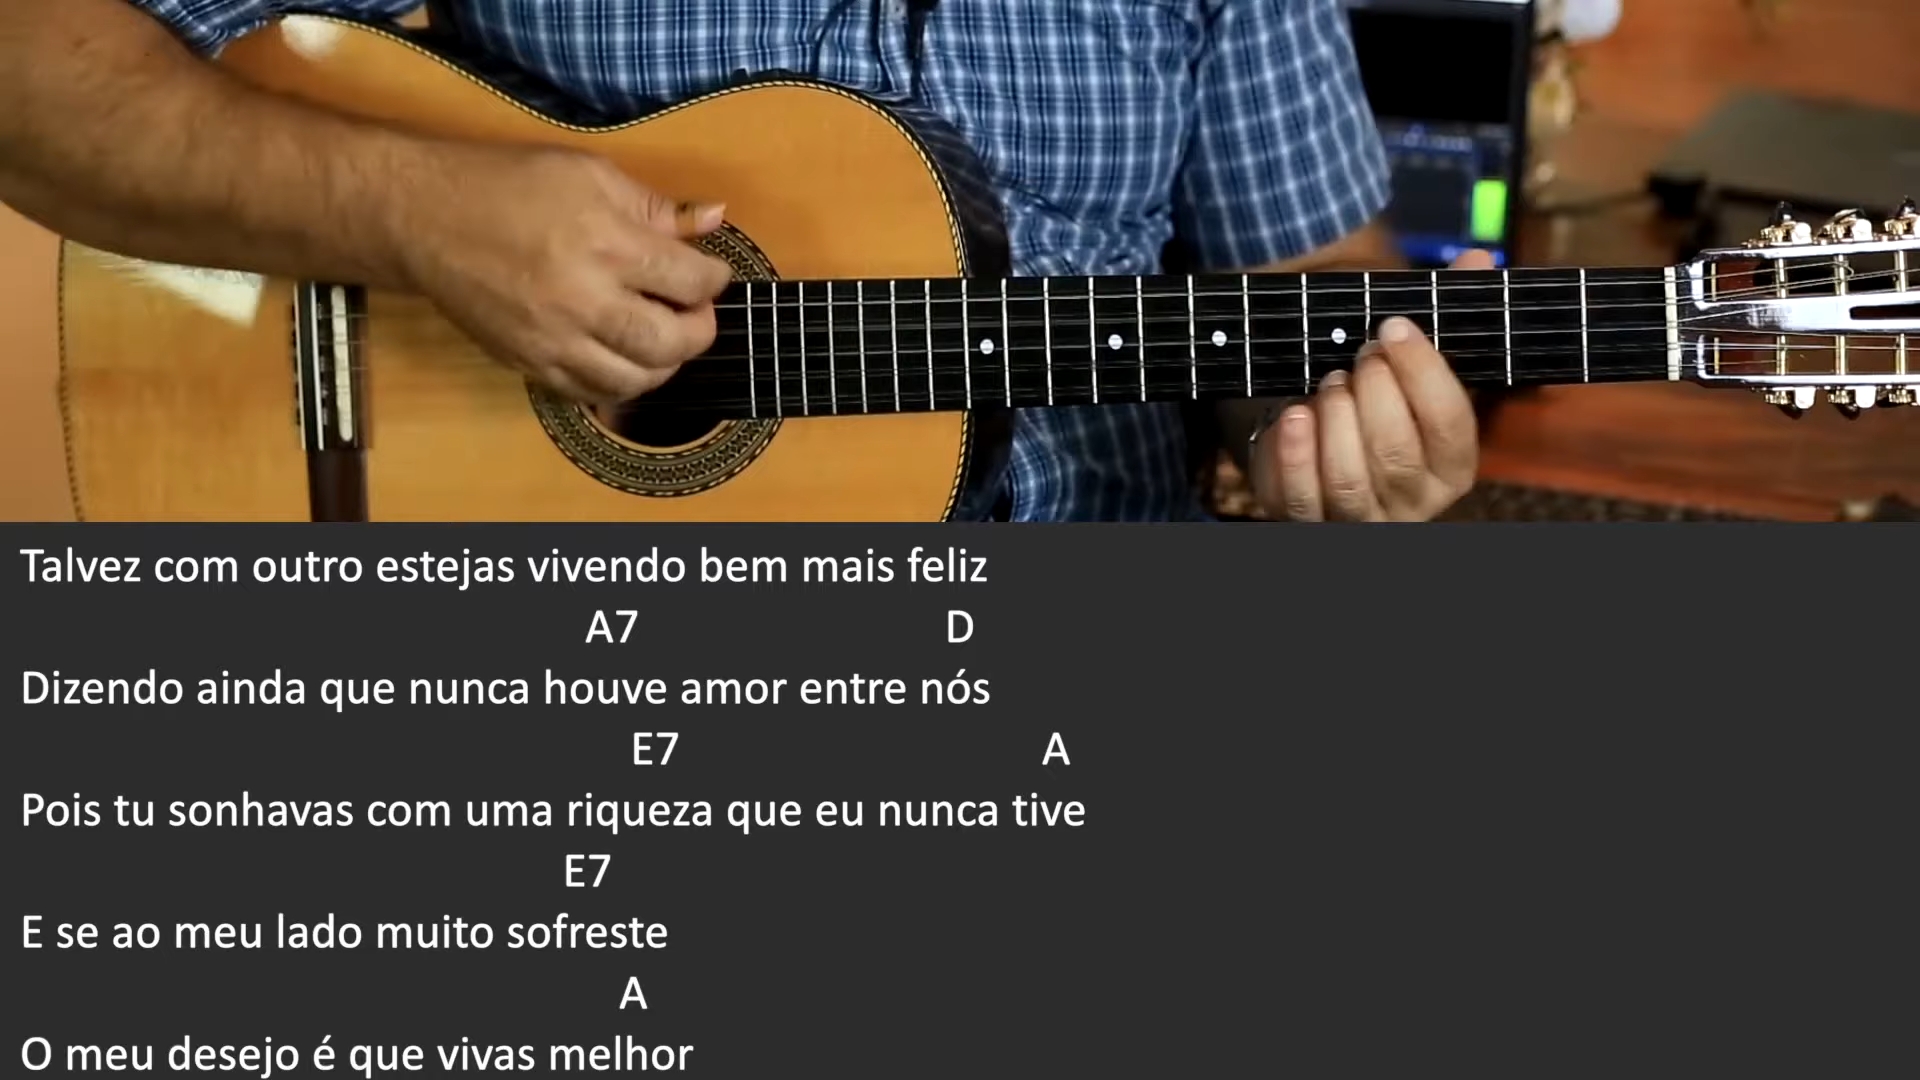 Talvez com outro estejas vivendo bem mais feliz
A7 D
Dizendo ainda que nunca houve amor entre nós
E7 A
Pois tu sonhavas com uma riqueza que eu nunca tive
E7
E se ao meu lado muito sofreste
A
O meu desejo é que vivas melhor